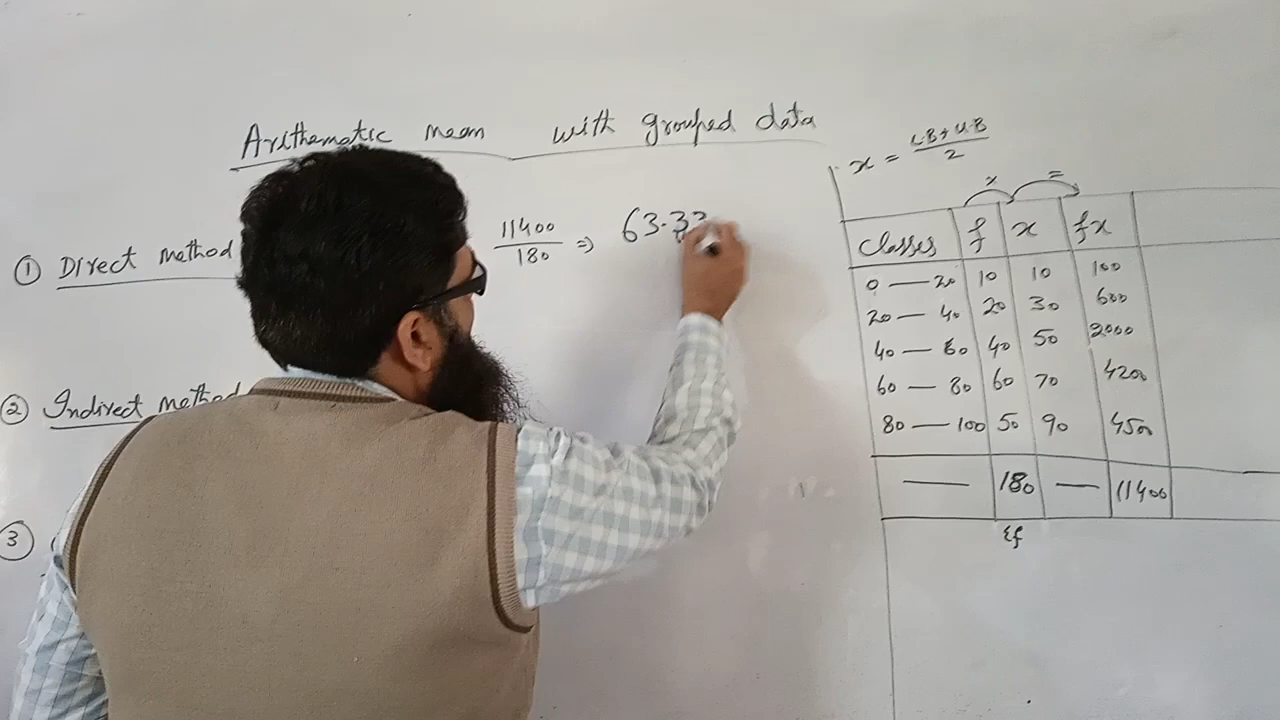 Arithematic mean with grouped data
① Direct method
11400
180
⇒ 63.33
② Indirect method
③
x = LB + UB
2
x =
Classes f x fx
0 — 20 10 10 100
20 — 40 20 30 600
40 — 60 40 50 2000
60 — 80 60 70 4200
80 — 100 50 90 4500
— 180 — 11400
Σf